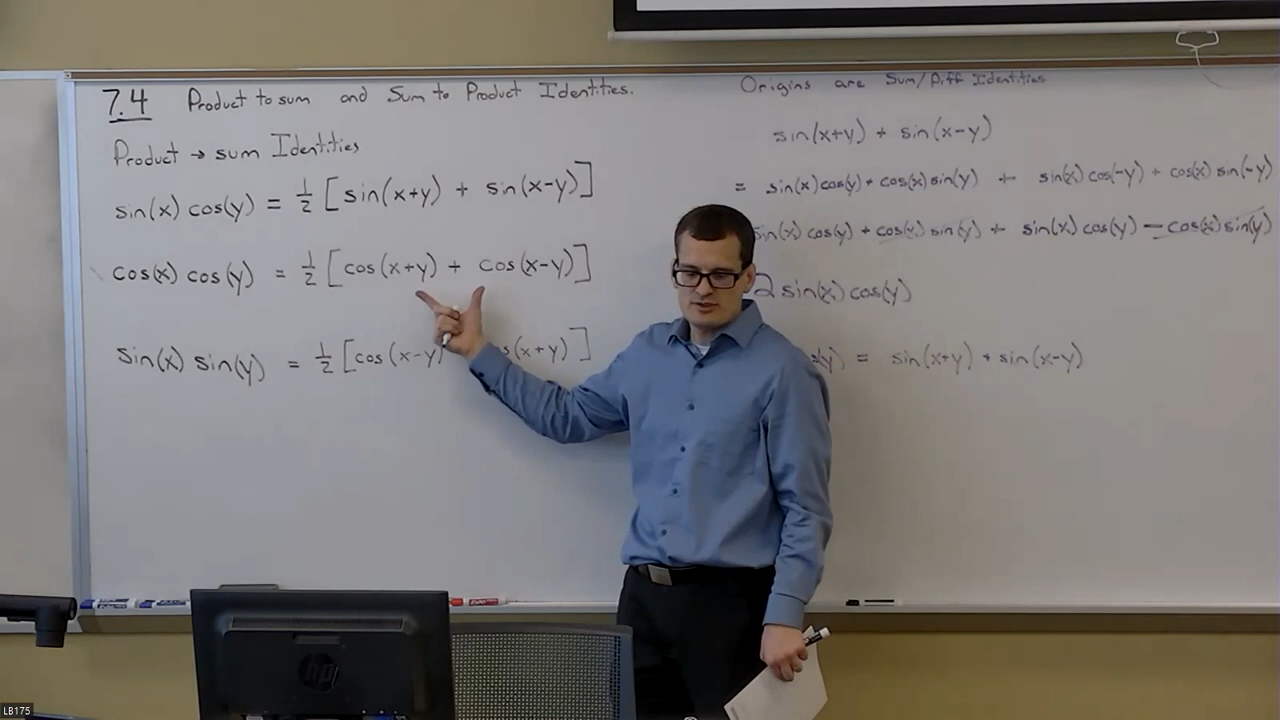 7.4 Product to sum and Sum to Product Identities.
Product → sum Identities
sin(x) cos(y) = 1/2 [sin(x+y) + sin(x-y)]
cos(x) cos(y) = 1/2 [cos(x+y) + cos(x-y)]
sin(x) sin(y) = 1/2 [cos(x-y) s(x+y)]
Origins are Sum/Diff Identities
sin(x+y) + sin(x-y)
= sin(x) cos(y) + cos(x) sin(y) + sin(x) cos(-y) + cos(x) sin(-y)
sin(x) cos(y) + cos(x) sin(y) + sin(x) cos(y) - cos(x) sin(y)
2 sin(x) cos(y)
s(y) = sin(x+y) + sin(x-y)
hp
LB175